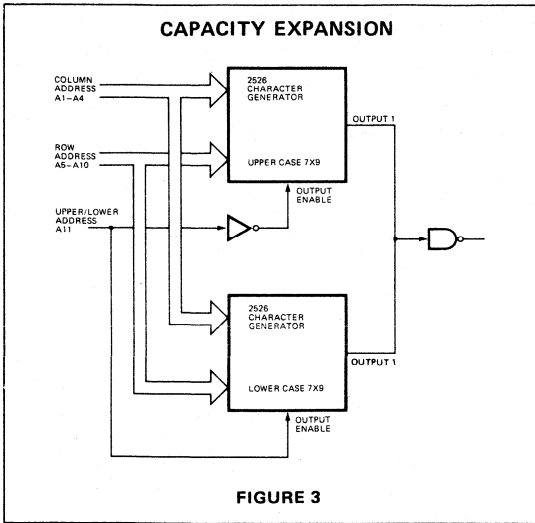 CAPACITY EXPANSION
COLUMN
ADDRESS
A1–A4
2526
CHARACTER
GENERATOR
OUTPUT 1
ROW
ADDRESS
A5–A10
UPPER CASE 7X9
OUTPUT
ENABLE
UPPER/LOWER
ADDRESS
A11
2526
CHARACTER
GENERATOR
OUTPUT 1
LOWER CASE 7X9
OUTPUT
ENABLE
FIGURE 3